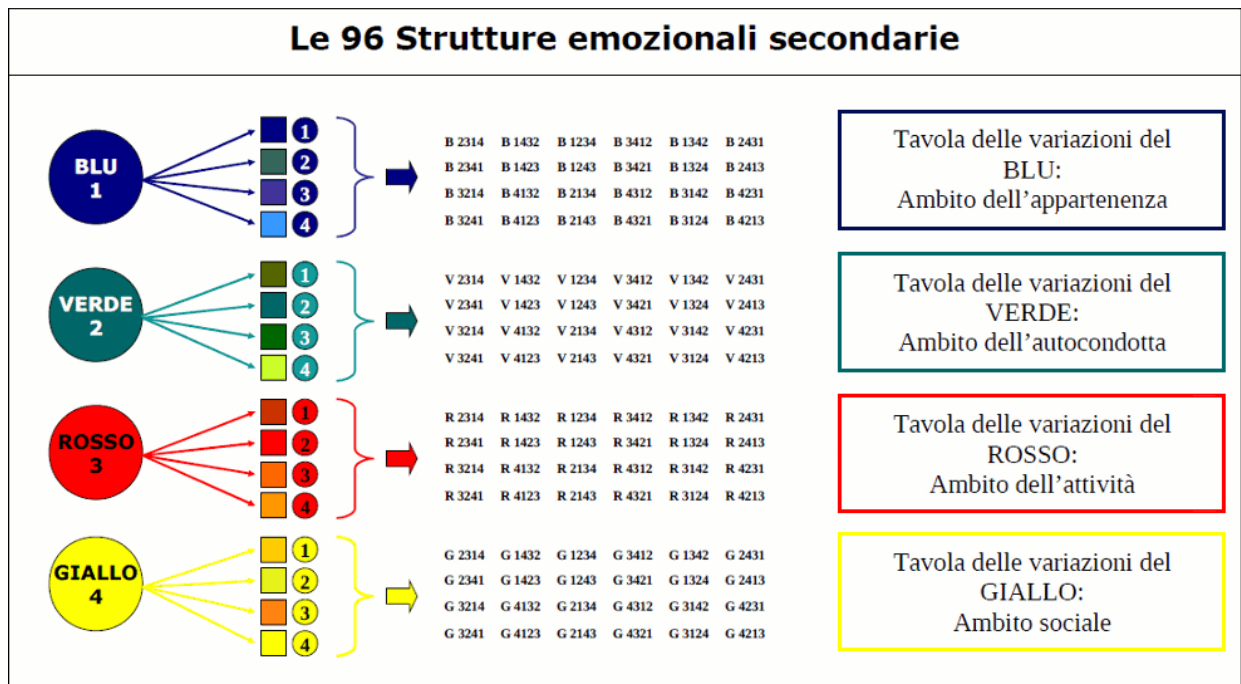 Le 96 Strutture emozionali secondarie
BLU
1
1
2
3
4
B 2314 B 1432 B 1234 B 3412 B 1342 B 2431
B 2341 B 1423 B 1243 B 3421 B 1324 B 2413
B 3214 B 4132 B 2134 B 4312 B 3142 B 4231
B 3241 B 4123 B 2143 B 4321 B 3124 B 4213
Tavola delle variazioni del
BLU:
Ambito dell'appartenenza
VERDE
2
1
2
3
4
V 2314 V 1432 V 1234 V 3412 V 1342 V 2431
V 2341 V 1423 V 1243 V 3421 V 1324 V 2413
V 3214 V 4132 V 2134 V 4312 V 3142 V 4231
V 3241 V 4123 V 2143 V 4321 V 3124 V 4213
Tavola delle variazioni del
VERDE:
Ambito dell'autocondotta
ROSSO
3
1
2
3
4
R 2314 R 1432 R 1234 R 3412 R 1342 R 2431
R 2341 R 1423 R 1243 R 3421 R 1324 R 2413
R 3214 R 4132 R 2134 R 4312 R 3142 R 4231
R 3241 R 4123 R 2143 R 4321 R 3124 R 4213
Tavola delle variazioni del
ROSSO:
Ambito dell'attività
GIALLO
4
1
2
3
4
G 2314 G 1432 G 1234 G 3412 G 1342 G 2431
G 2341 G 1423 G 1243 G 3421 G 1324 G 2413
G 3214 G 4132 G 2134 G 4312 G 3142 G 4231
G 3241 G 4123 G 2143 G 4321 G 3124 G 4213
Tavola delle variazioni del
GIALLO:
Ambito sociale